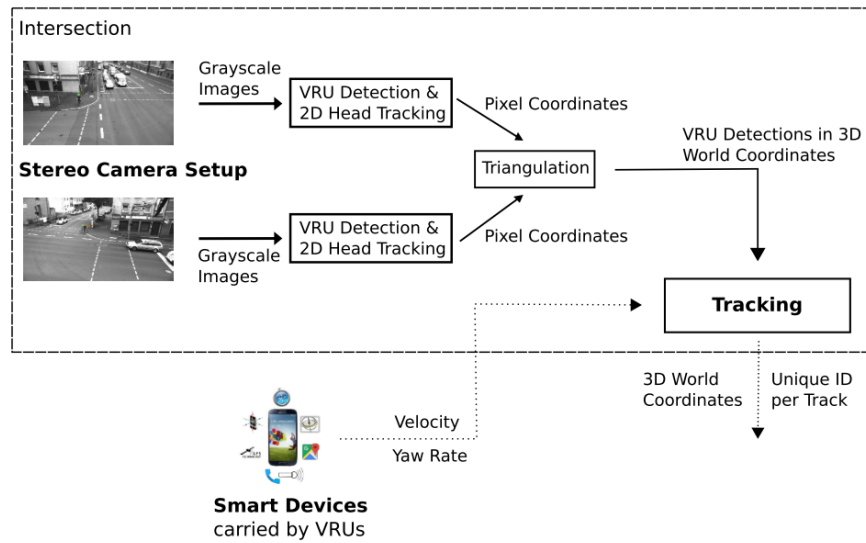 Intersection
Grayscale
Images
VRU Detection &
2D Head Tracking
Pixel Coordinates
VRU Detections in 3D
World Coordinates
Stereo Camera Setup
Triangulation
VRU Detection &
2D Head Tracking
Pixel Coordinates
Grayscale
Images
Tracking
3D World
Coordinates
Unique ID
per Track
Velocity
Yaw Rate
Smart Devices
carried by VRUs